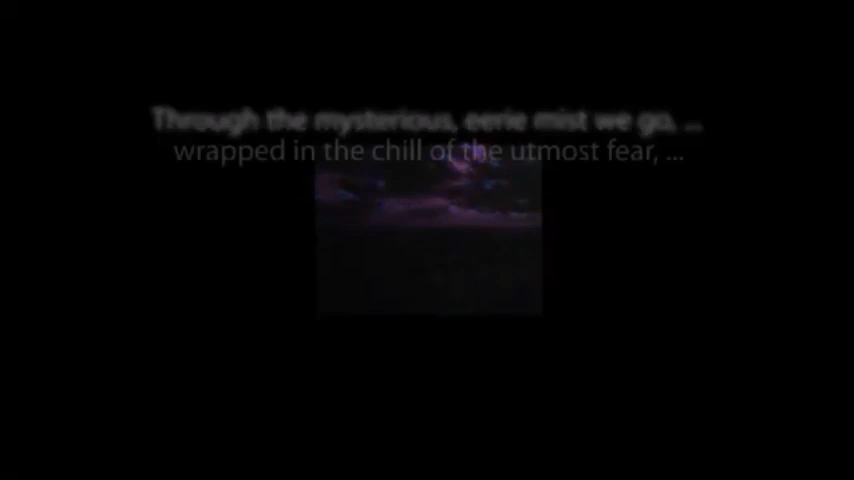 Through the mysterious, eerie mist we go, ...
wrapped in the chill of the utmost fear, ...